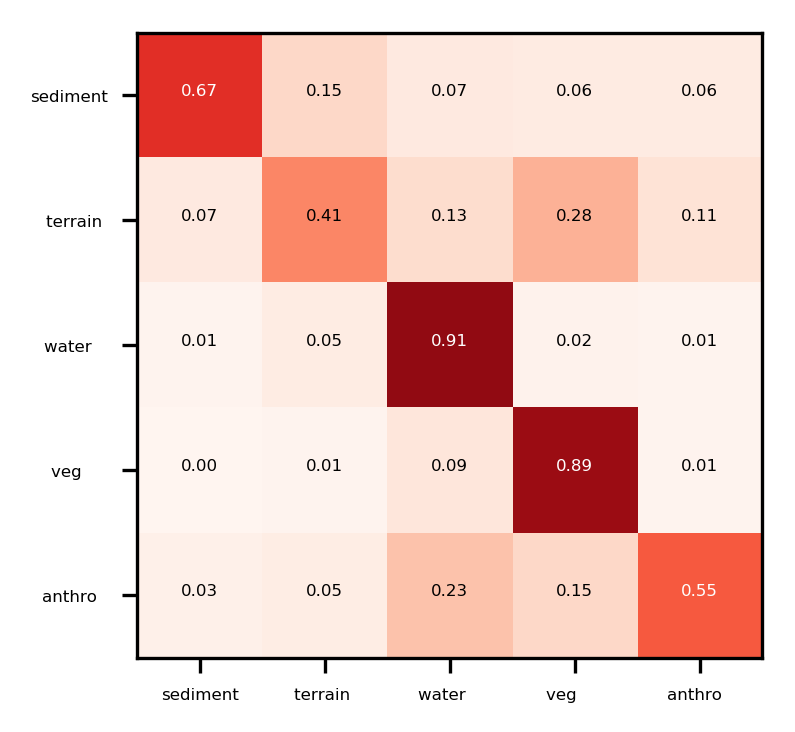 sediment 0.67 0.15 0.07 0.06 0.06
terrain 0.07 0.41 0.13 0.28 0.11
water 0.01 0.05 0.91 0.02 0.01
veg 0.00 0.01 0.09 0.89 0.01
anthro 0.03 0.05 0.23 0.15 0.55
sediment terrain water veg anthro